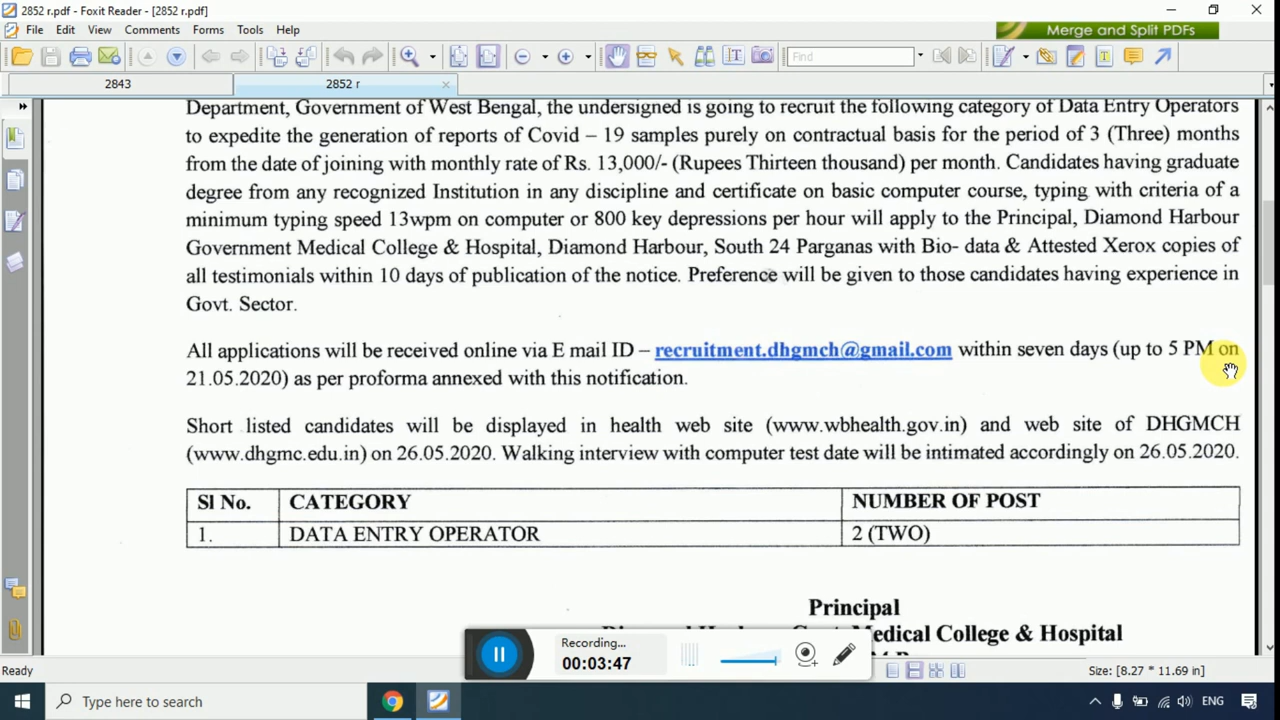 2852 r.pdf - Foxit Reader - [2852 r.pdf]
File Edit View Comments Forms Tools Help
Merge and Split PDFs
Find
2843 2852 r
Department, Government of West Bengal, the undersigned is going to recruit the following category of Data Entry Operators
to expedite the generation of reports of Covid – 19 samples purely on contractual basis for the period of 3 (Three) months
from the date of joining with monthly rate of Rs. 13,000/- (Rupees Thirteen thousand) per month. Candidates having graduate
degree from any recognized Institution in any discipline and certificate on basic computer course, typing with criteria of a
minimum typing speed 13wpm on computer or 800 key depressions per hour will apply to the Principal, Diamond Harbour
Government Medical College & Hospital, Diamond Harbour, South 24 Parganas with Bio- data & Attested Xerox copies of
all testimonials within 10 days of publication of the notice. Preference will be given to those candidates having experience in
Govt. Sector.
All applications will be received online via E mail ID – recruitment.dhgmch@gmail.com within seven days (up to 5 PM on
21.05.2020) as per proforma annexed with this notification.
Short listed candidates will be displayed in health web site (www.wbhealth.gov.in) and web site of DHGMCH
(www.dhgmc.edu.in) on 26.05.2020. Walking interview with computer test date will be intimated accordingly on 26.05.2020.
Sl No. CATEGORY NUMBER OF POST
1. DATA ENTRY OPERATOR 2 (TWO)
Principal
Medical College & Hospital
Recording...
00:03:47
Ready Size: [8.27 * 11.69 in]
Type here to search ENG